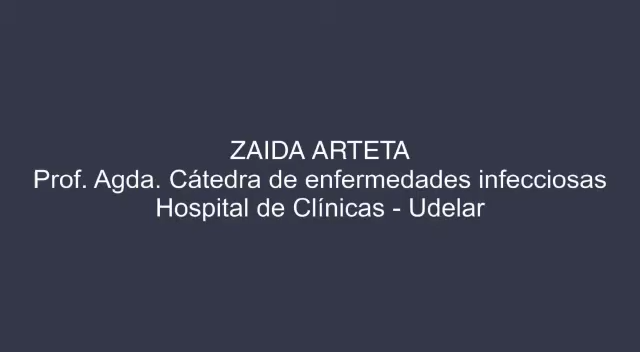 ZAIDA ARTETA
Prof. Agda. Cátedra de enfermedades infecciosas
Hospital de Clínicas - Udelar